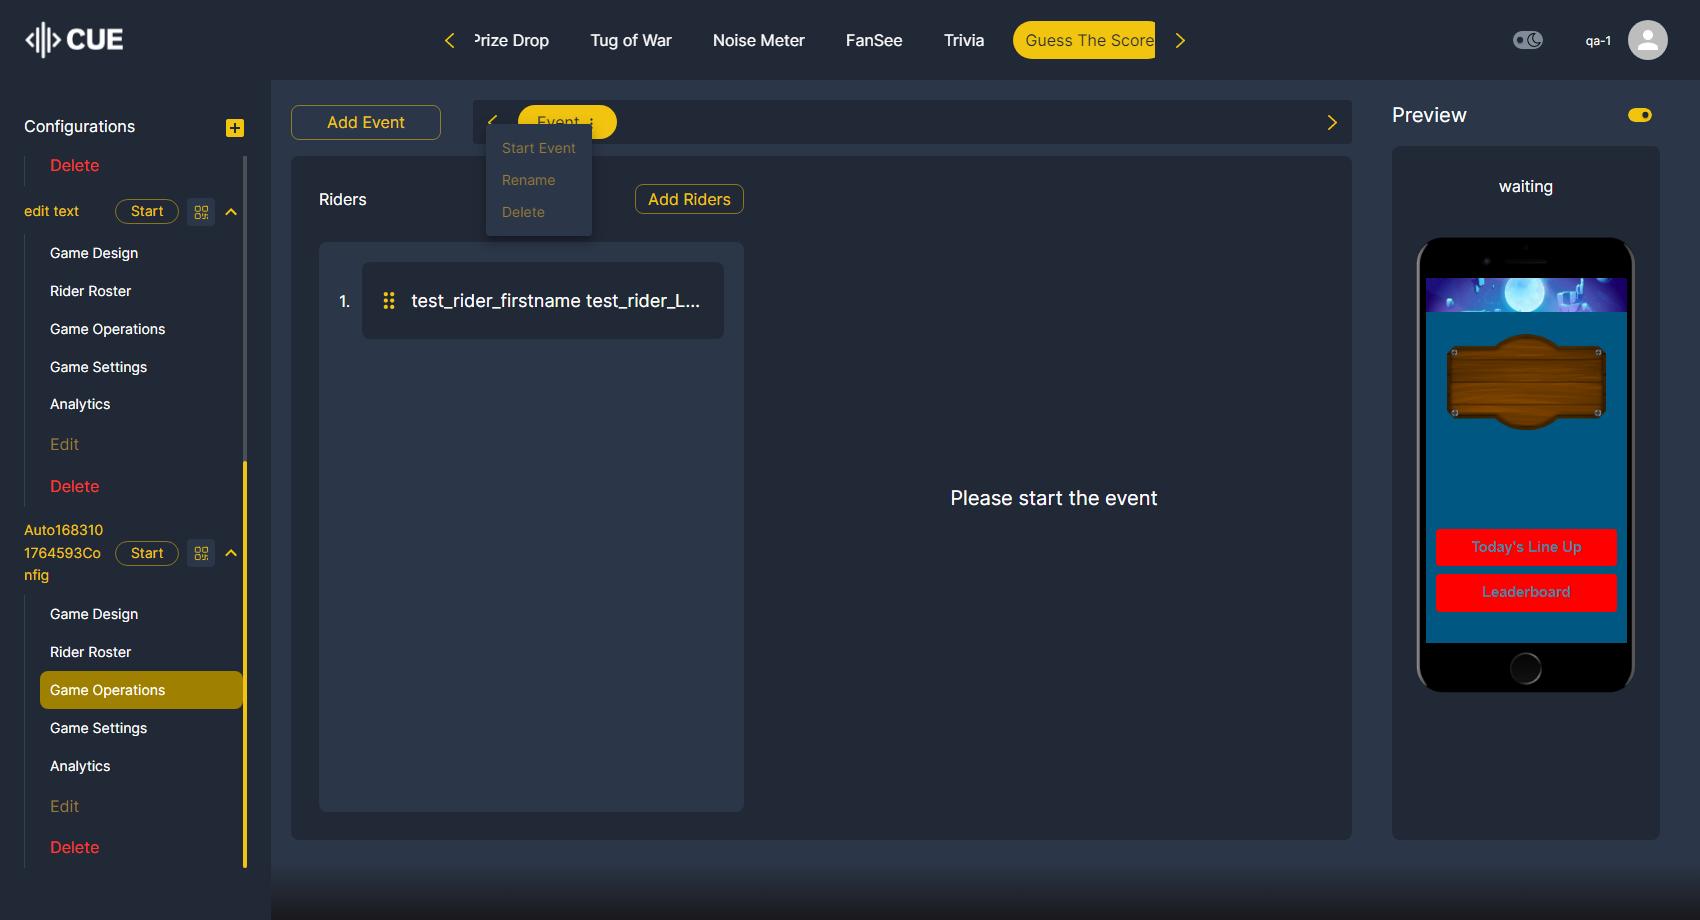 CUE
Prize Drop
Tug of War
Noise Meter
FanSee
Trivia
Guess The Score
qa-1
Configurations
Delete
edit text
Start
Game Design
Rider Roster
Game Operations
Game Settings
Analytics
Edit
Delete
Auto168310
1764593Co
nfig
Start
Game Design
Rider Roster
Game Operations
Game Settings
Analytics
Edit
Delete
Add Event
Event
Start Event
Rename
Delete
Riders
Add Riders
1.
test_rider_firstname test_rider_L...
Please start the event
Preview
waiting
Today's Line Up
Leaderboard